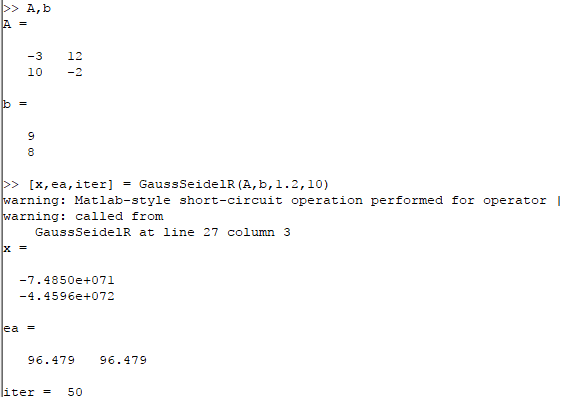 >> A,b
A =
-3 12
10 -2
b =
9
8
>> [x,ea,iter] = GaussSeidelR(A,b,1.2,10)
warning: Matlab-style short-circuit operation performed for operator |
warning: called from
GaussSeidelR at line 27 column 3
x =
-7.4850e+071
-4.4596e+072
ea =
96.479 96.479
iter = 50